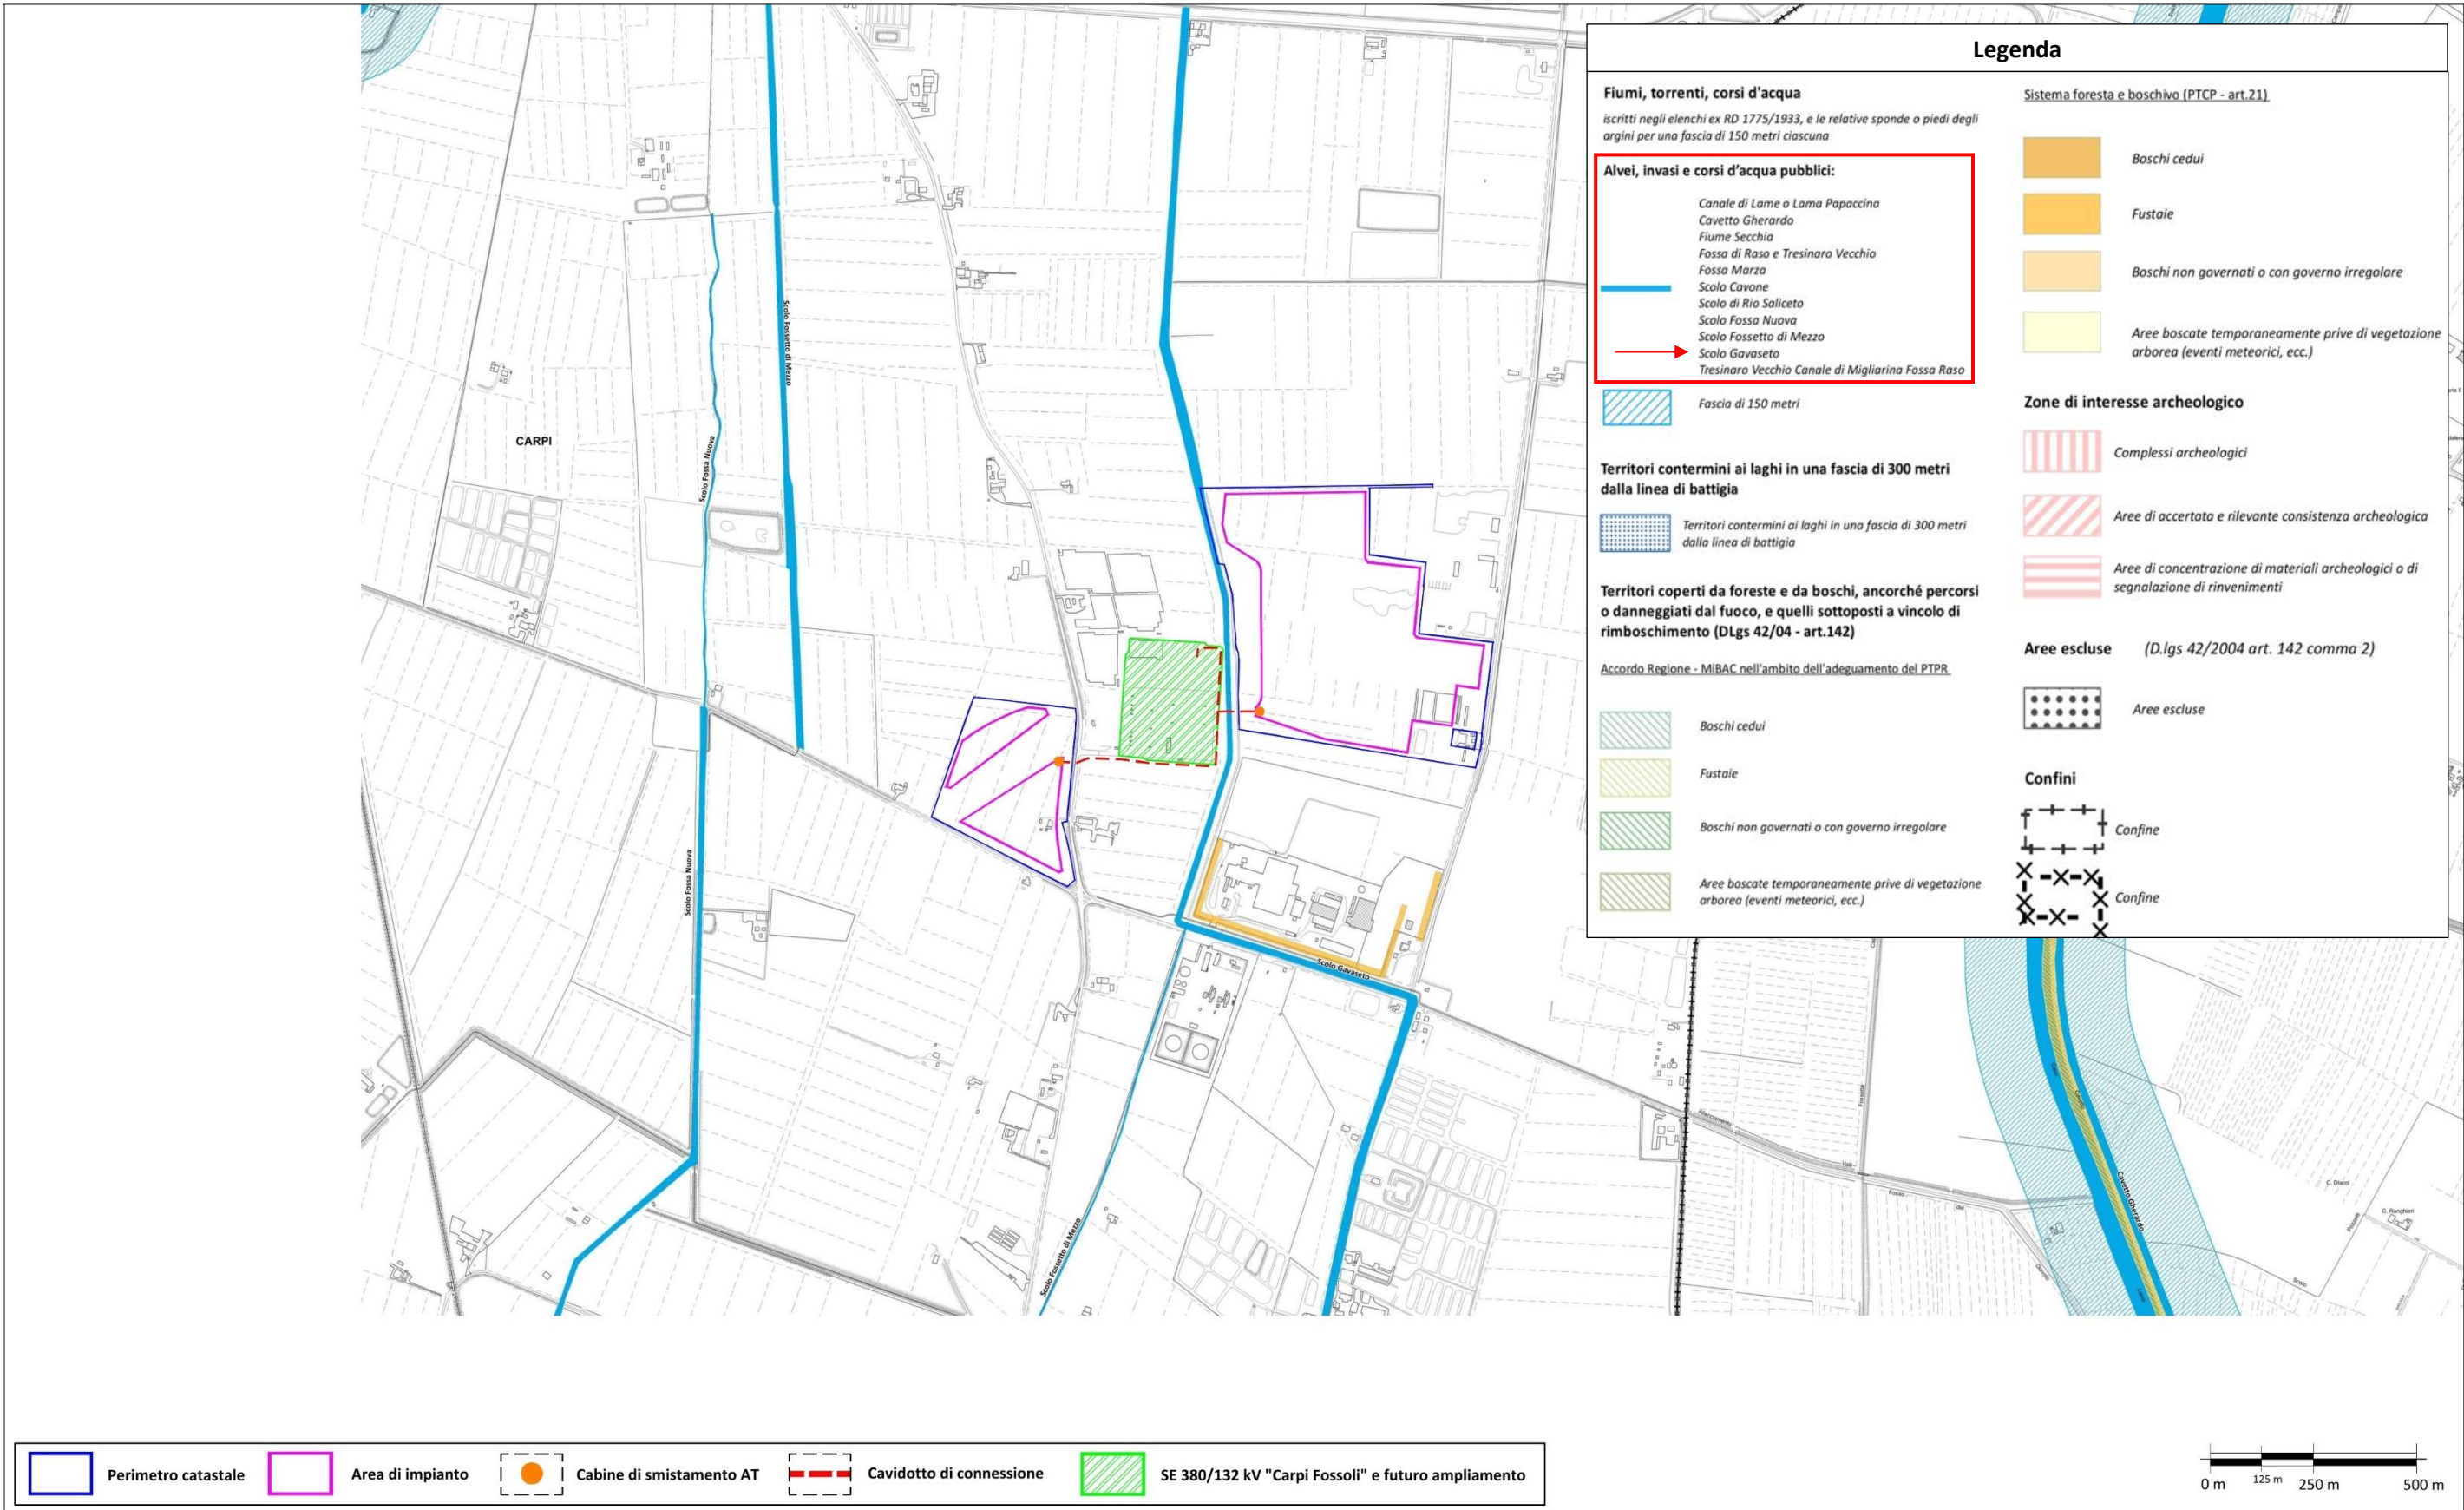 Legenda
Fiumi, torrenti, corsi d'acqua
iscritti negli elenchi ex RD 1775/1933, e le relative sponde o piedi degli
argini per una fascia di 150 metri ciascuna
Alvei, invasi e corsi d'acqua pubblici:
Canale di Lame o Lama Papaccina
Cavetto Gherardo
Fiume Secchia
Fossa di Raso e Tresinaro Vecchio
Fossa Marza
Scolo Cavone
Scolo di Rio Saliceto
Scolo Fossa Nuova
Scolo Fossetto di Mezzo
Scolo Gavaseto
Tresinaro Vecchio Canale di Migliarina Fossa Raso
Fascia di 150 metri
Territori contermini ai laghi in una fascia di 300 metri
dalla linea di battigia
Territori contermini ai laghi in una fascia di 300 metri
dalla linea di battigia
Territori coperti da foreste e da boschi, ancorché percorsi
o danneggiati dal fuoco, e quelli sottoposti a vincolo di
rimboschimento (DLgs 42/04 - art.142)
Accordo Regione - MiBAC nell'ambito dell'adeguamento del PTPR
Boschi cedui
Fustaie
Boschi non governati o con governo irregolare
Aree boscate temporaneamente prive di vegetazione
arborea (eventi meteorici, ecc.)
Sistema foresta e boschivo (PTCP - art.21)
Boschi cedui
Fustaie
Boschi non governati o con governo irregolare
Aree boscate temporaneamente prive di vegetazione
arborea (eventi meteorici, ecc.)
Zone di interesse archeologico
Complessi archeologici
Aree di accertata e rilevante consistenza archeologica
Aree di concentrazione di materiali archeologici o di
segnalazione di rinvenimenti
Aree escluse (D.lgs 42/2004 art. 142 comma 2)
Aree escluse
Confini
Confine
Confine
CARPI
Scolo Fossetto di Mezzo
Scolo Fossa Nuova
Scolo Fossa Nuova
Scolo Gavaseto
Scolo Fossetto di Mezzo
Cavetto Gherardo
Fossetta
Allacciamento
Valli
Fosso
del
C. Diacci
C. Ranghieri
Scolo
Perimetro catastale
Area di impianto
Cabine di smistamento AT
Cavidotto di connessione
SE 380/132 kV "Carpi Fossoli" e futuro ampliamento
0 m
125 m
250 m
500 m